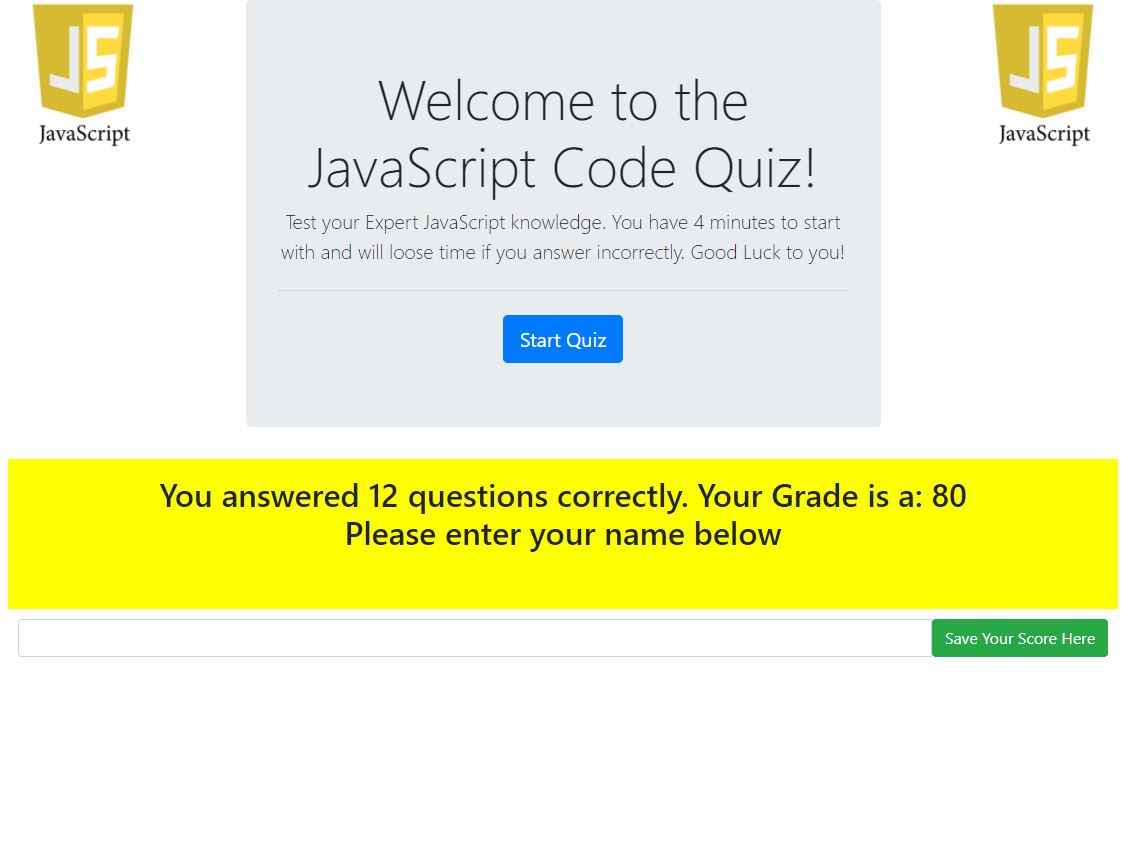 JS
JavaScript
JS
JavaScript
Welcome to the
JavaScript Code Quiz!
Test your Expert JavaScript knowledge. You have 4 minutes to start
with and will loose time if you answer incorrectly. Good Luck to you!
Start Quiz
You answered 12 questions correctly. Your Grade is a: 80
Please enter your name below
Save Your Score Here